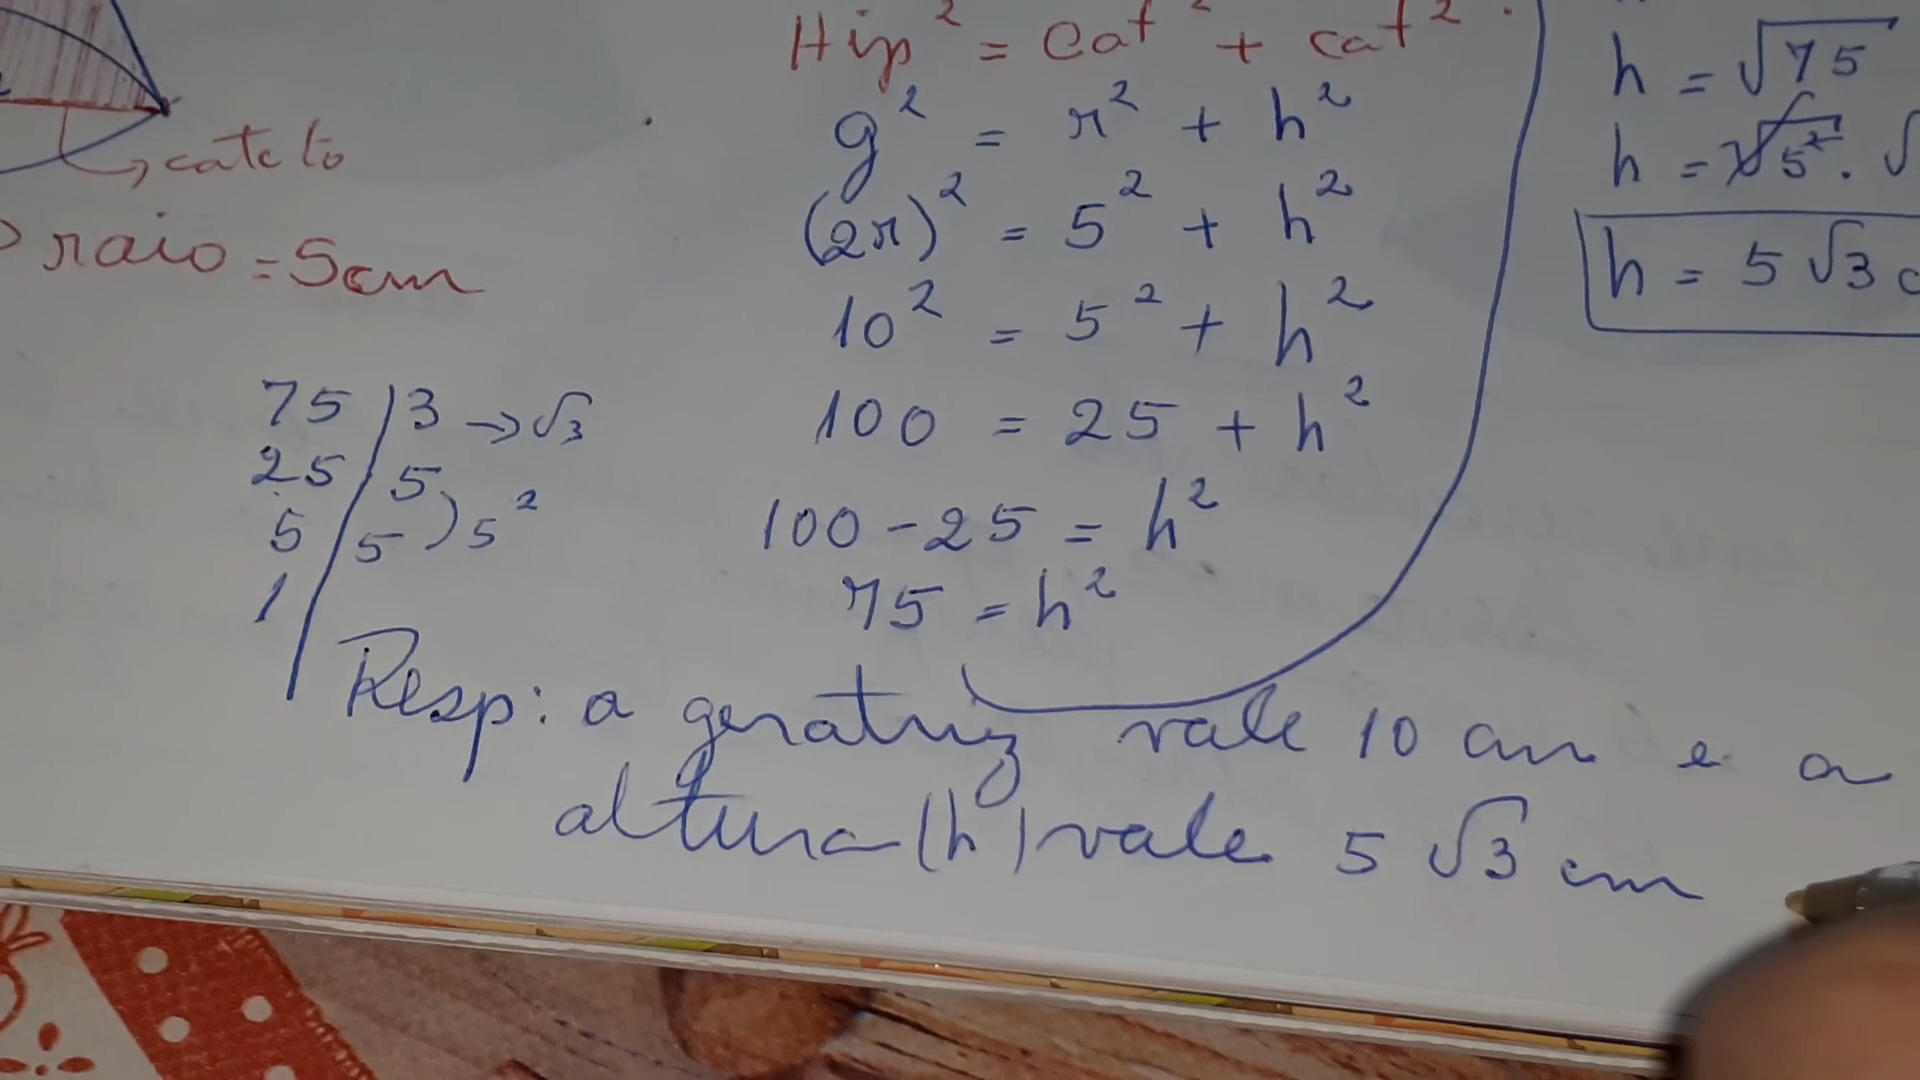 Hip² = cat² + cat²
g² = r² + h²
(2r)² = 5² + h²
10² = 5² + h²
100 = 25 + h²
100 - 25 = h²
75 = h²
cateto
raio = 5cm
75 | 3 → √3
25 | 5
5 | 5 ) 5²
1
h = √75
h = √5² . √
h = 5 √3 c
Resp: a geratriz vale 10 cm e a
altura (h) vale 5 √3 cm